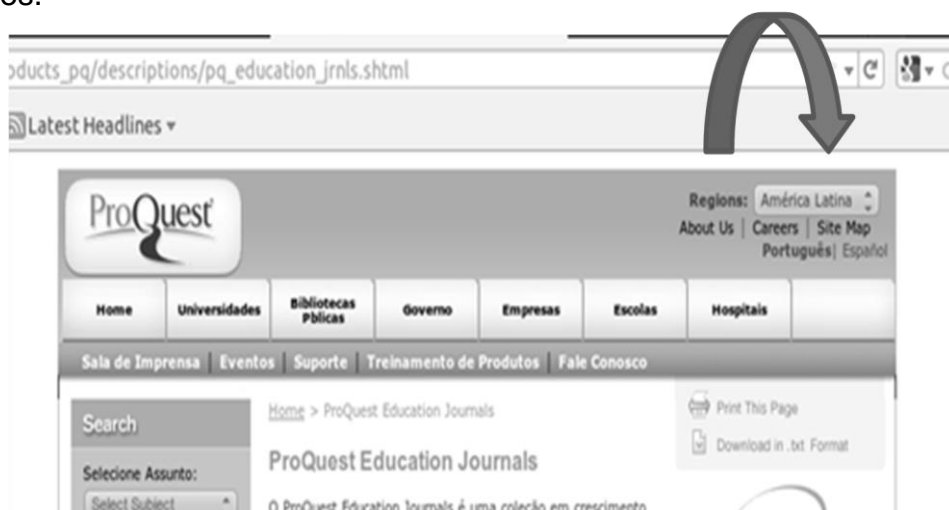 os.
oducts_pq/descriptions/pq_education_jrnls.shtml
Latest Headlines
ProQuest
Regions: América Latina
About Us | Careers | Site Map
Português| Español
Home Universidades Bibliotecas Pblicas Governo Empresas Escolas Hospitais
Sala de Imprensa | Eventos | Suporte | Treinamento de Produtos | Fale Conosco
Search
Home > ProQuest Education Journals
Print This Page
Download in .txt Format
ProQuest Education Journals
Selecione Assunto:
Select Subject
O ProQuest Education Journals é uma coleção em crescimento